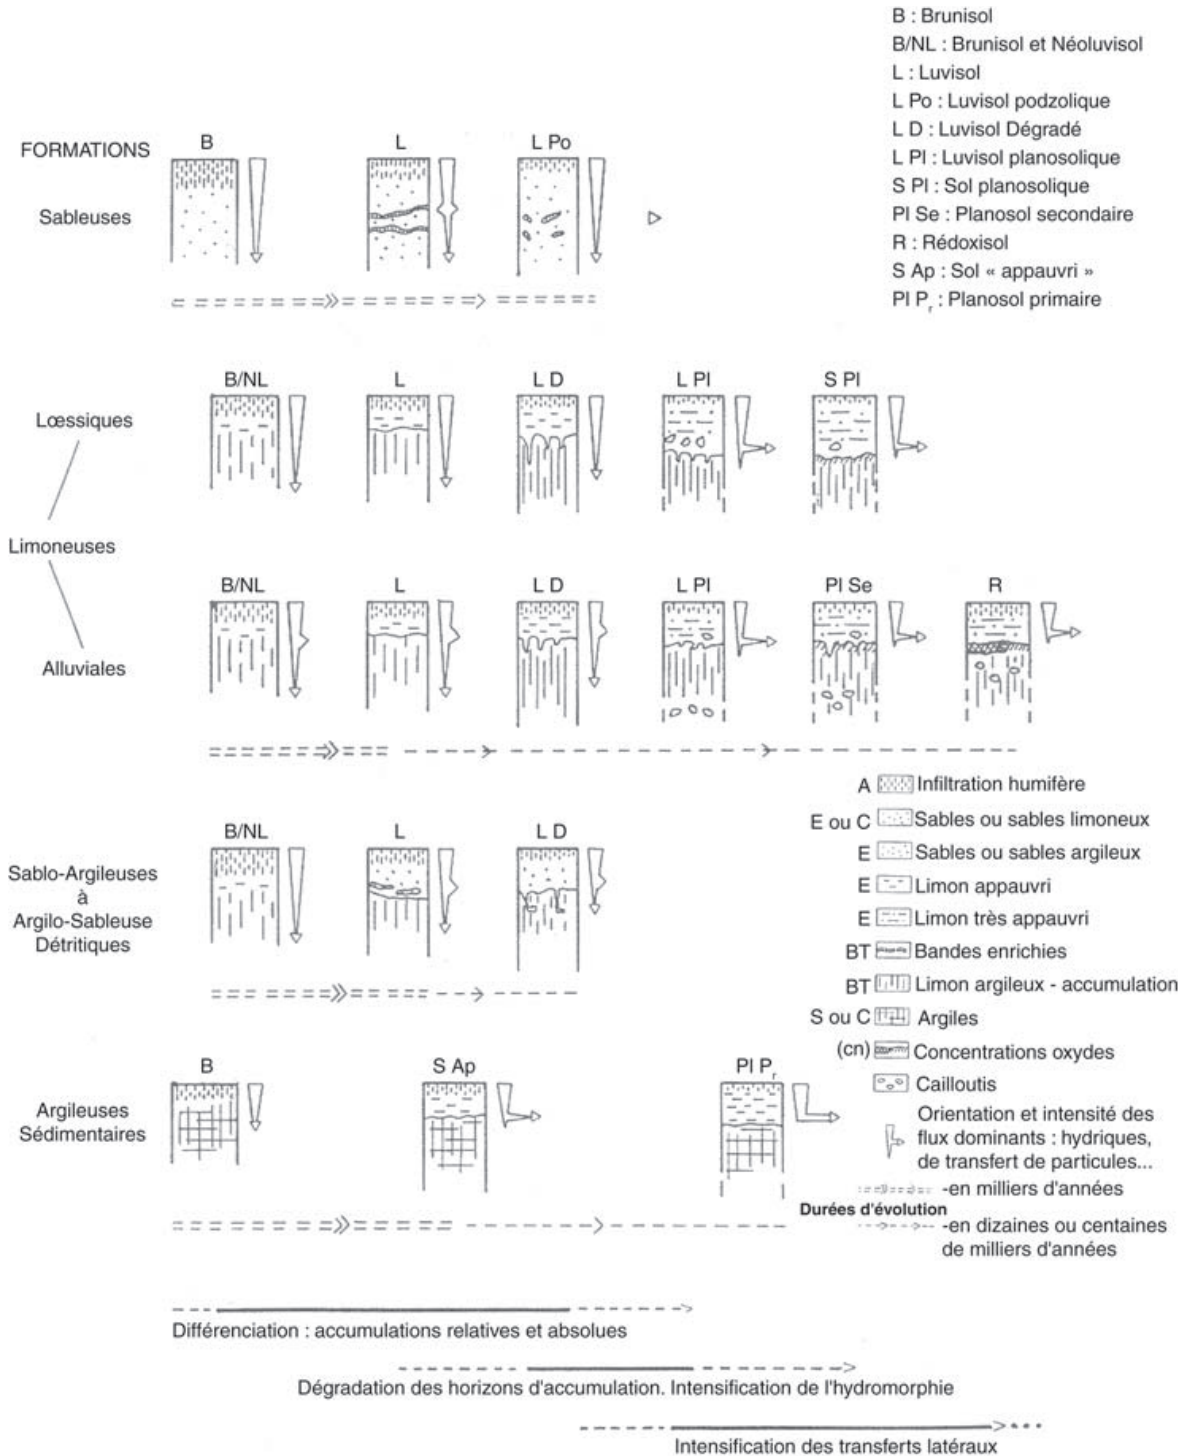 B : Brunisol
B/NL : Brunisol et Néoluvisol
L : Luvisol
L Po : Luvisol podzolique
L D : Luvisol Dégradé
L Pl : Luvisol planosolique
S Pl : Sol planosolique
Pl Se : Planosol secondaire
R : Rédoxisol
S Ap : Sol « appauvri »
Pl Pr : Planosol primaire
FORMATIONS
B L L Po
Sableuses
B/NL L L D L Pl S Pl
Lœssiques
Limoneuses
B/NL L L D L Pl Pl Se R
Alluviales
A Infiltration humifère
E ou C Sables ou sables limoneux
E Sables ou sables argileux
E Limon appauvri
E Limon très appauvri
BT Bandes enrichies
BT Limon argileux - accumulation
S ou C Argiles
(cn) Concentrations oxydes
Cailloutis
Orientation et intensité des
flux dominants : hydriques,
de transfert de particules...
-en milliers d'années
Durées d'évolution
-en dizaines ou centaines
de milliers d'années
B/NL L L D
Sablo-Argileuses
à
Argilo-Sableuse
Détritiques
B S Ap Pl Pr
Argileuses
Sédimentaires
Différenciation : accumulations relatives et absolues
Dégradation des horizons d'accumulation. Intensification de l'hydromorphie
Intensification des transferts latéraux